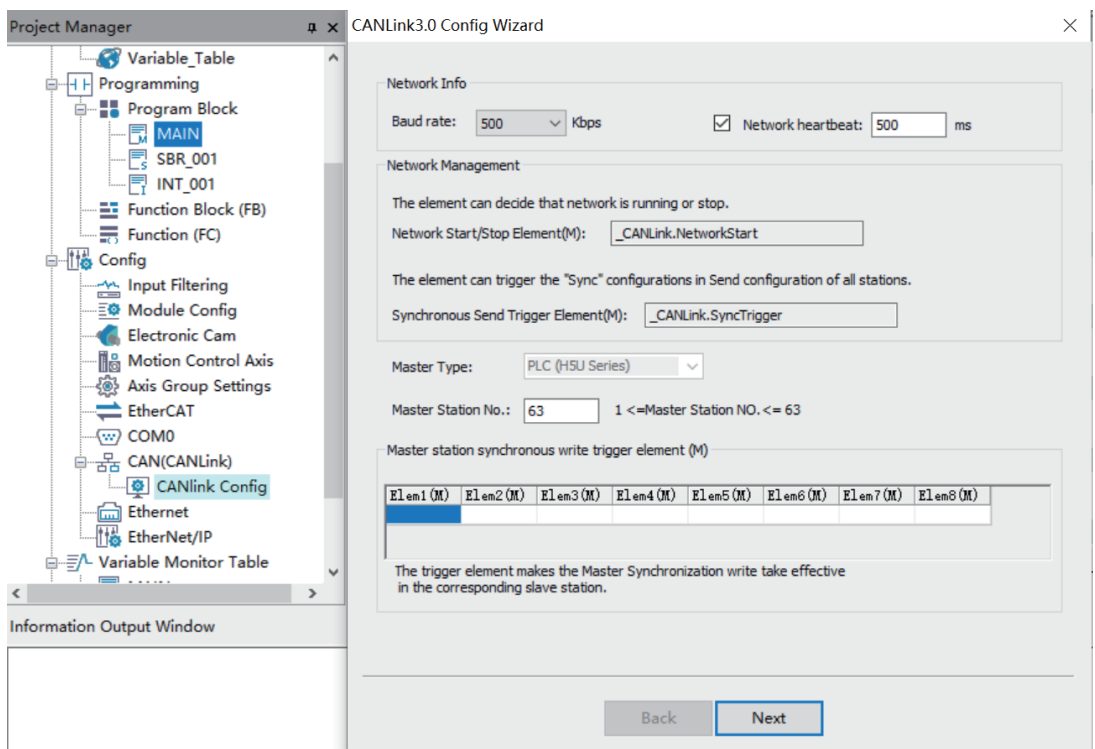 Project Manager
Variable_Table
Programming
Program Block
MAIN
SBR_001
INT_001
Function Block (FB)
Function (FC)
Config
Input Filtering
Module Config
Electronic Cam
Motion Control Axis
Axis Group Settings
EtherCAT
COM0
CAN(CANLink)
CANlink Config
Ethernet
EtherNet/IP
Variable Monitor Table
Information Output Window
CANLink3.0 Config Wizard
Network Info
Baud rate: 500 Kbps Network heartbeat: 500 ms
Network Management
The element can decide that network is running or stop.
Network Start/Stop Element(M): _CANLink.NetworkStart
The element can trigger the "Sync" configurations in Send configuration of all stations.
Synchronous Send Trigger Element(M): _CANLink.SyncTrigger
Master Type: PLC (H5U Series)
Master Station No.: 63 1 <=Master Station NO.<= 63
Master station synchronous write trigger element (M)
Elem1(M) Elem2(M) Elem3(M) Elem4(M) Elem5(M) Elem6(M) Elem7(M) Elem8(M)
The trigger element makes the Master Synchronization write take effective
in the corresponding slave station.
Back Next